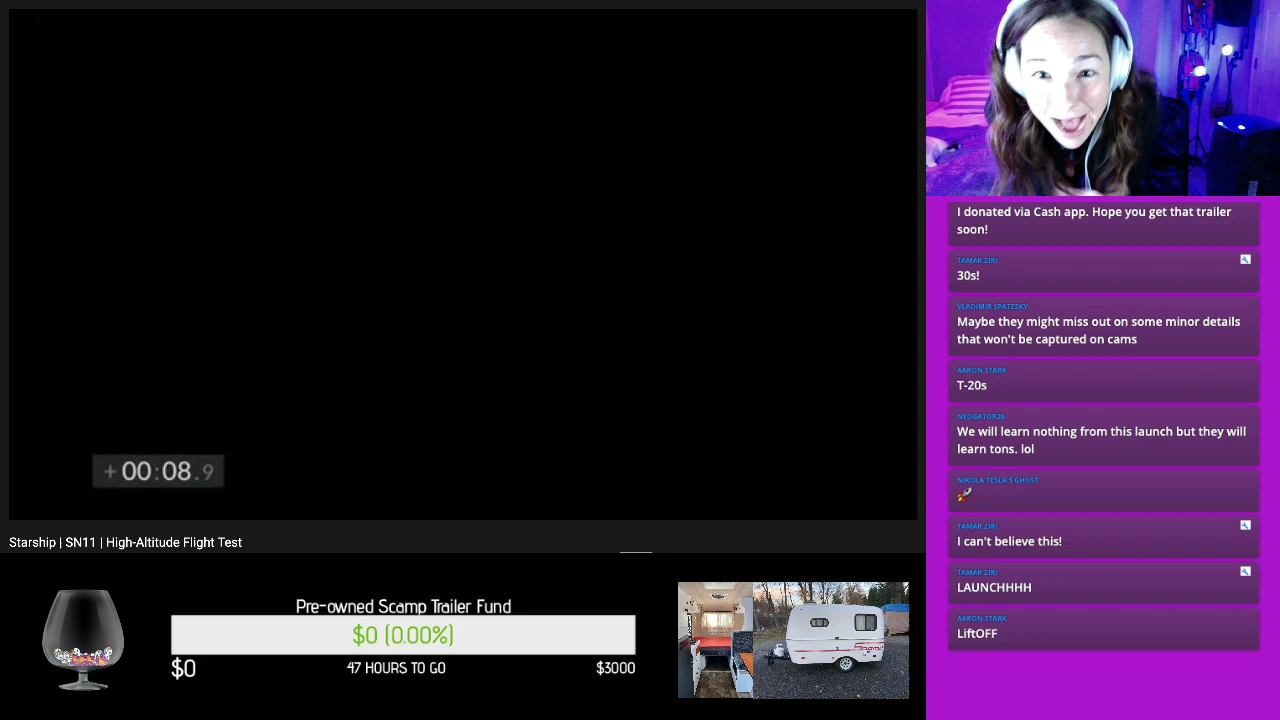 +00:08.9
Starship | SN11 | High-Altitude Flight Test
Pre-owned Scamp Trailer Fund
$0 (0.00%)
$0
47 HOURS TO GO
$3000
Scamp
I donated via Cash app. Hope you get that trailer
soon!
TAMAR ZIRI
30s!
VLADIMIR SPATZSKY
Maybe they might miss out on some minor details
that won't be captured on cams
AARON STARK
T-20s
NEOGATOR26
We will learn nothing from this launch but they will
learn tons. lol
NIKOLA TESLA'S GHOST
🚀
TAMAR ZIRI
I can't believe this!
TAMAR ZIRI
LAUNCHHHH
AARON STARK
LiftOFF